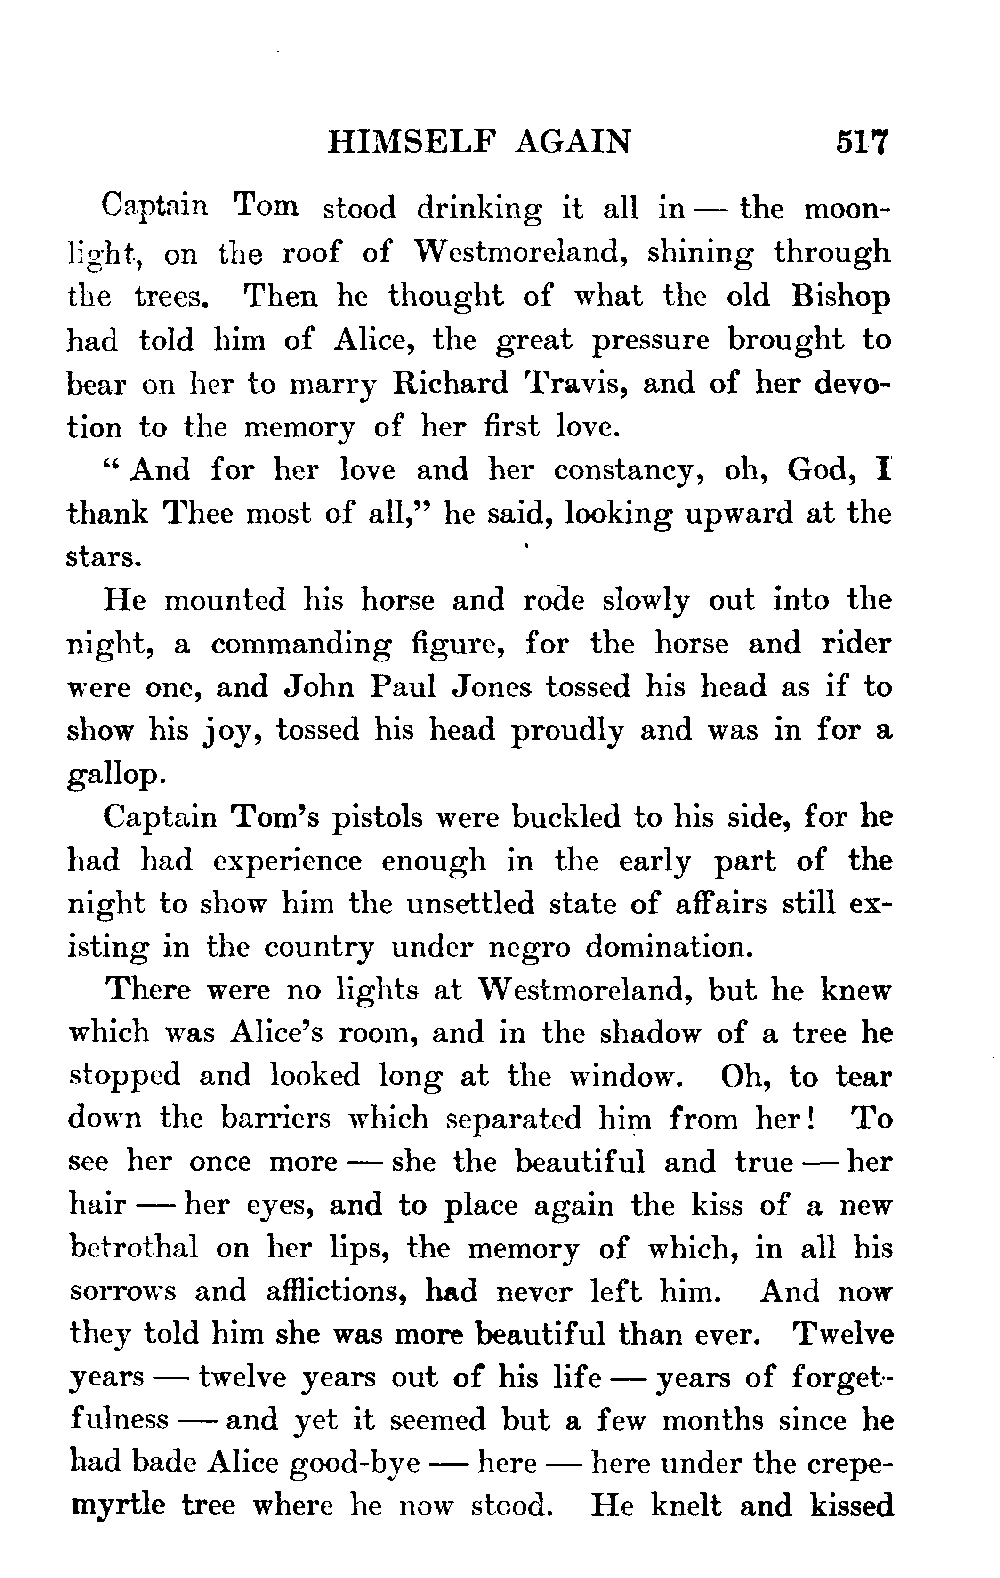 HIMSELF AGAIN 517
Captain Tom stood drinking it all in — the moon-
light, on the roof of Westmoreland, shining through
the trees. Then he thought of what the old Bishop
had told him of Alice, the great pressure brought to
bear on her to marry Richard Travis, and of her devo-
tion to the memory of her first love.
“ And for her love and her constancy, oh, God, I
thank Thee most of all,” he said, looking upward at the
stars.
He mounted his horse and rode slowly out into the
night, a commanding figure, for the horse and rider
were one, and John Paul Jones tossed his head as if to
show his joy, tossed his head proudly and was in for a
gallop.
Captain Tom’s pistols were buckled to his side, for he
had had experience enough in the early part of the
night to show him the unsettled state of affairs still ex-
isting in the country under negro domination.
There were no lights at Westmoreland, but he knew
which was Alice’s room, and in the shadow of a tree he
stopped and looked long at the window. Oh, to tear
down the barriers which separated him from her! To
see her once more — she the beautiful and true — her
hair — her eyes, and to place again the kiss of a new
betrothal on her lips, the memory of which, in all his
sorrows and afflictions, had never left him. And now
they told him she was more beautiful than ever. Twelve
years — twelve years out of his life — years of forget-
fulness — and yet it seemed but a few months since he
had bade Alice good-bye — here — here under the crepe-
myrtle tree where he now stood. He knelt and kissed